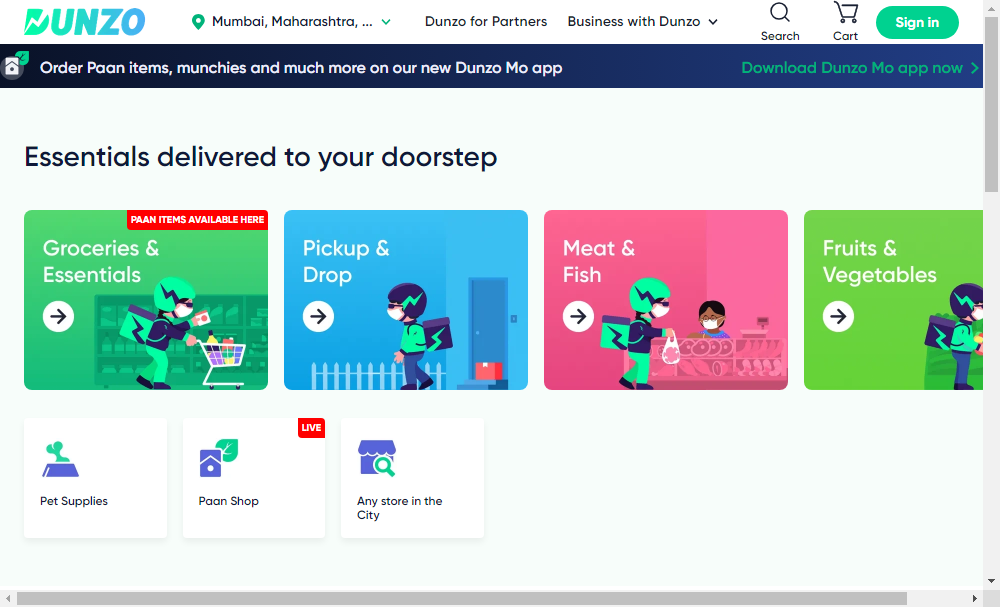 DUNZO
Mumbai, Maharashtra, ...
Dunzo for Partners
Business with Dunzo
Search
Cart
Sign in
Order Paan items, munchies and much more on our new Dunzo Mo app
Download Dunzo Mo app now
Essentials delivered to your doorstep
PAAN ITEMS AVAILABLE HERE
Groceries &
Essentials
Pickup &
Drop
Meat &
Fish
Fruits &
Vegetables
Pet Supplies
LIVE
Paan Shop
Any store in the
City